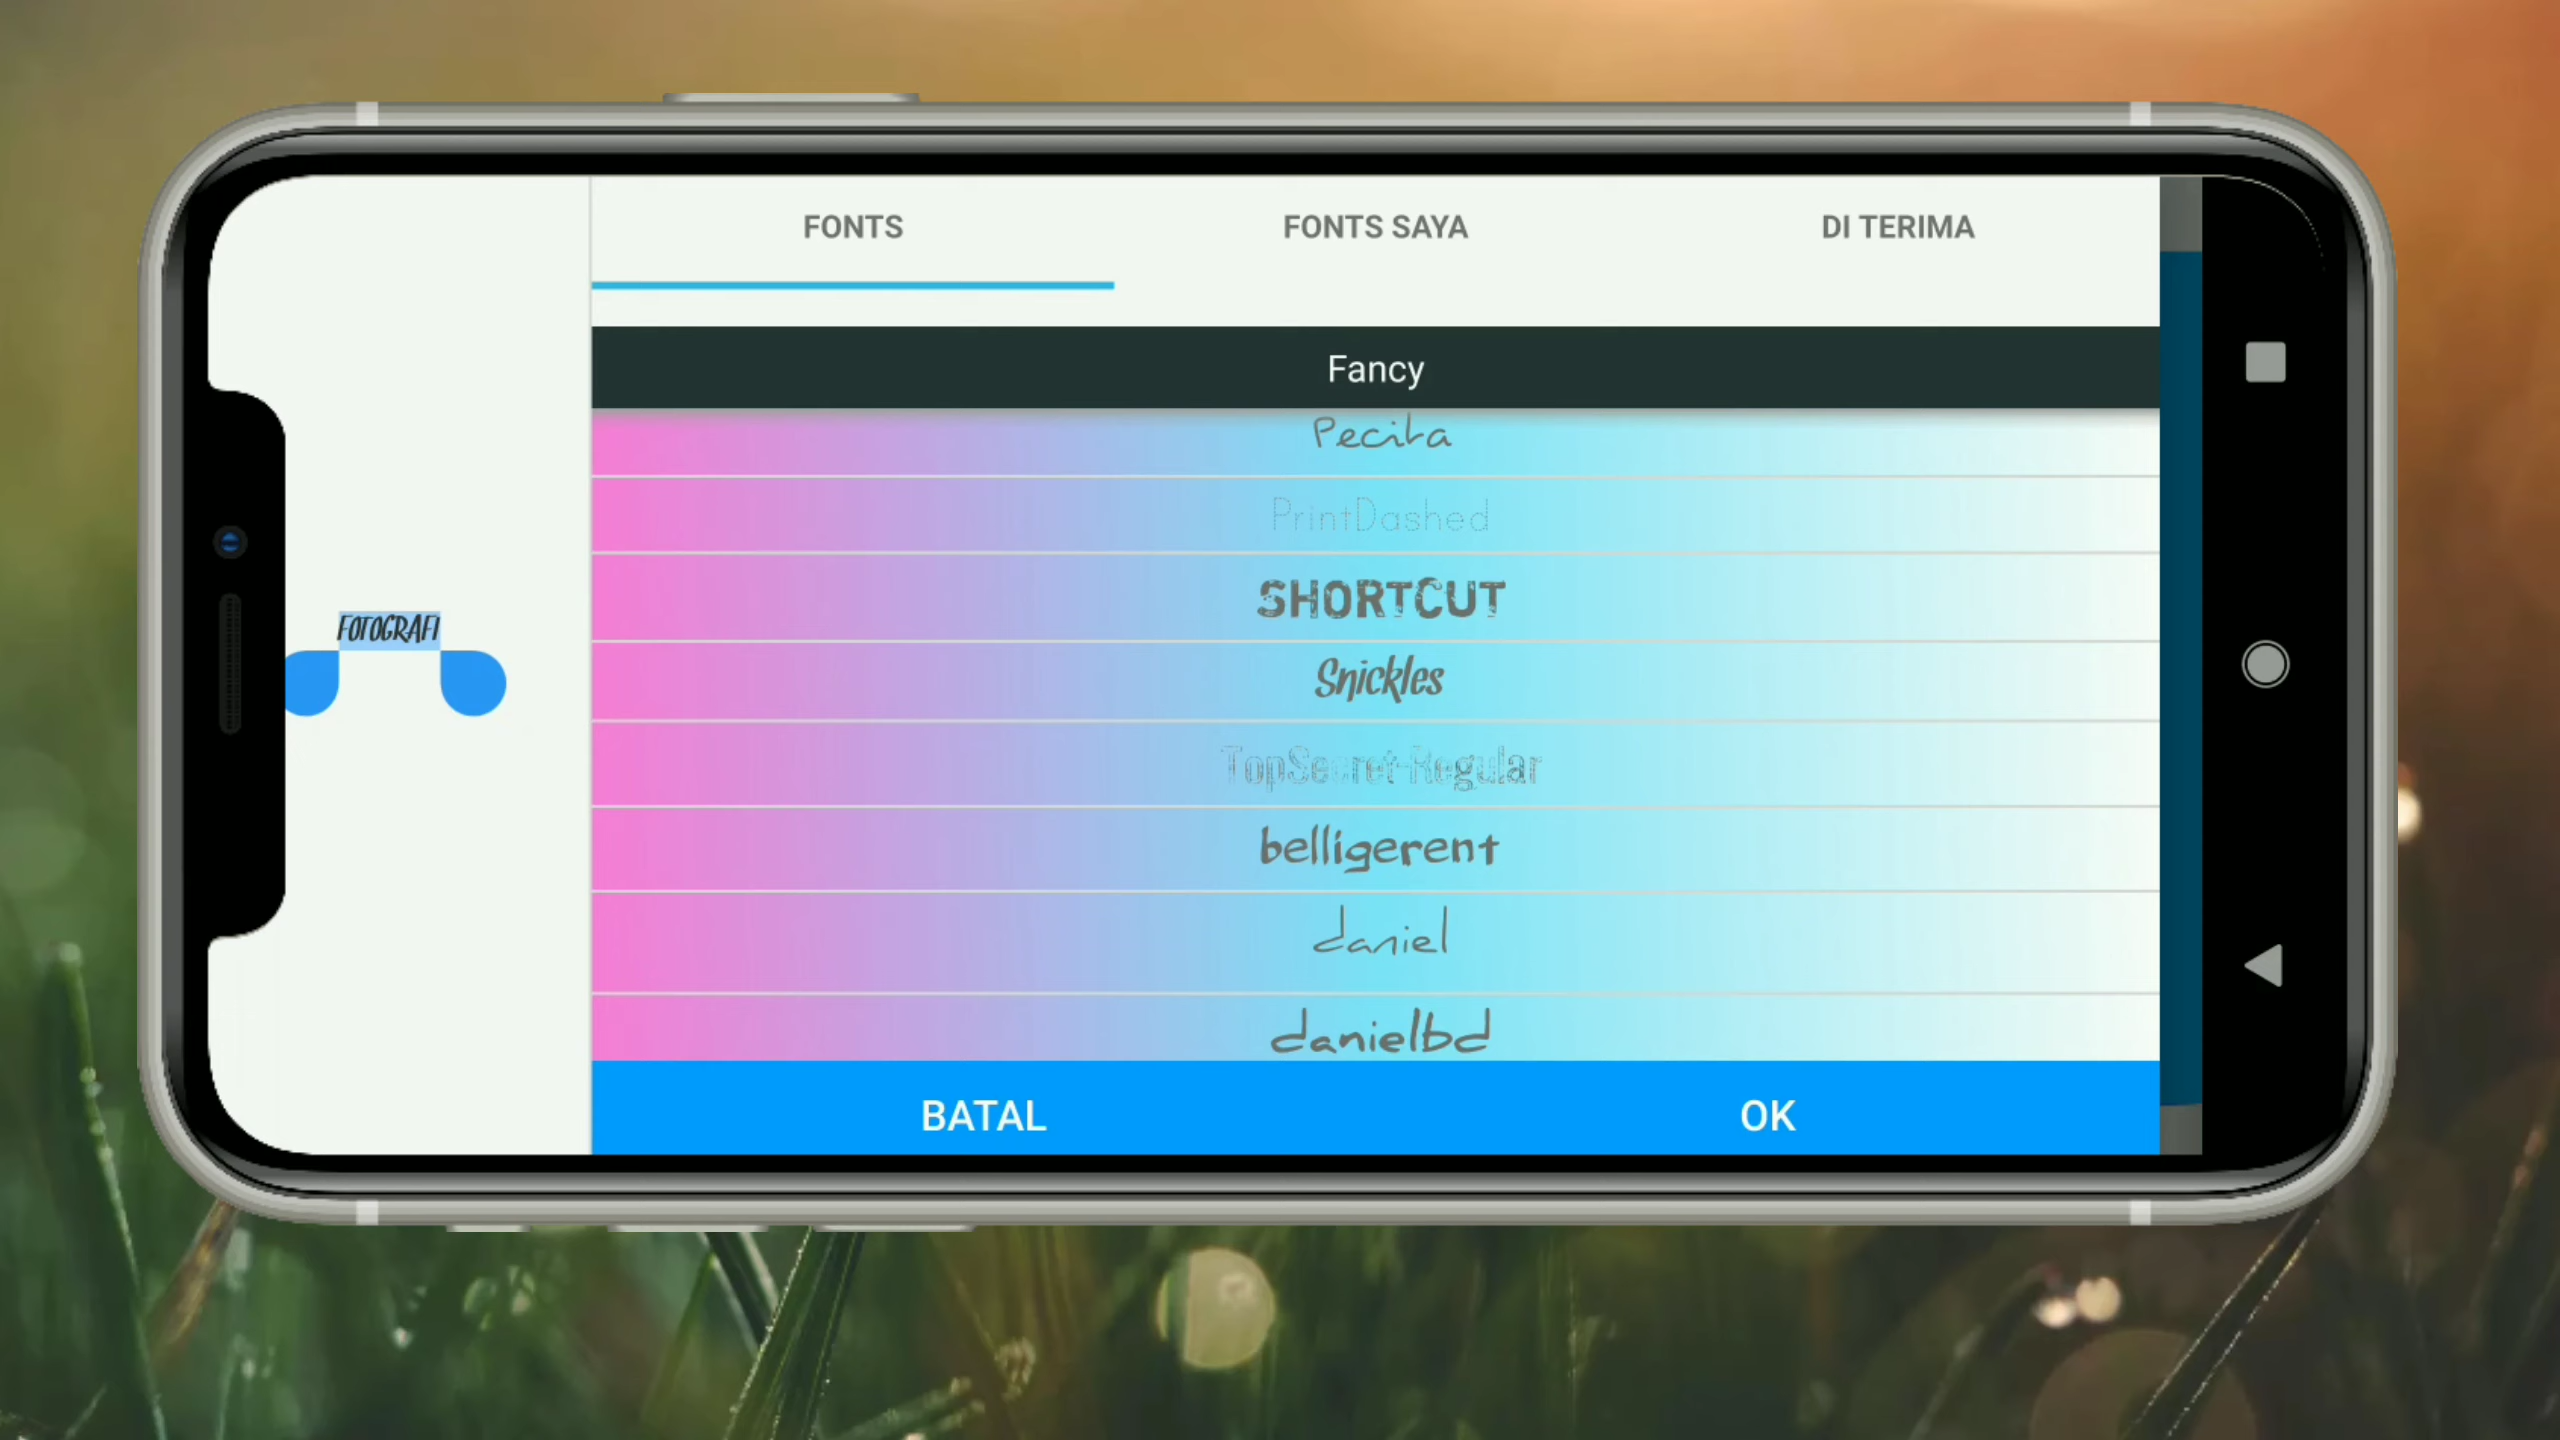 FONTS
FONTS SAYA
DI TERIMA
Fancy
Pecita
PrintDashed
SHORTCUT
Snickles
TopSecret-Regular
belligerent
daniel
danielbd
FOTOGRAFI
BATAL
OK